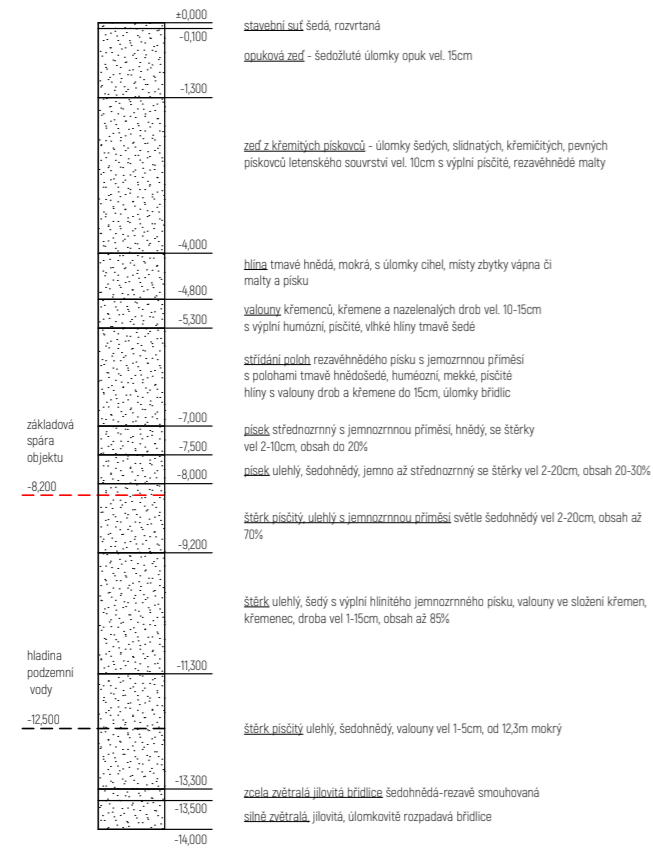 ±0,000
stavební suť šedá, rozvrtaná
-0,100
opuková zeď - šedožluté úlomky opuk vel. 15cm
-1,300
zeď z křemitých pískovců - úlomky šedých, slídnatých, křemičitých, pevných
pískovců letenského souvrství vel. 10cm s výplní písčité, rezavěhnědé malty
-4,000
hlína tmavé hnědá, mokrá, s úlomky cihel, místy zbytky vápna či
malty a písku
-4,800
valouny křemenců, křemene a nazelenalých drob vel. 10-15cm
s výplní humózní, písčité, vlhké hlíny tmavě šedé
-5,300
střídání poloh rezavěhnědého písku s jemozrnnou příměsí
s polohami tmavě hnědošedé, huméozní, mekké, písčité
hlíny s valouny drob a křemene do 15cm, úlomky břidlic
-7,000
písek střednozrnný s jemnozrnnou příměsí, hnědý, se štěrky
vel 2-10cm, obsah do 20%
-7,500
písek ulehlý, šedohnědý, jemno až střednozrnný se štěrky vel 2-20cm, obsah 20-30%
-8,000
základová
spára
objektu
-8,200
štěrk písčitý, ulehlý s jemnozrnnou příměsí světle šedohnědý vel 2-20cm, obsah až
70%
-9,200
štěrk ulehlý, šedý s výplní hlinitého jemnozrnného písku, valouny ve složení křemen,
křemenec, droba vel 1-15cm, obsah až 85%
-11,300
hladina
podzemní
vody
-12,500
štěrk písčitý ulehlý, šedohnědý, valouny vel 1-5cm, od 12,3m mokrý
-13,300
zcela zvětralá jílovitá břidlice šedohnědá-rezavě smouhovaná
-13,500
silně zvětralá, jílovitá, úlomkovitě rozpadavá břidlice
-14,000